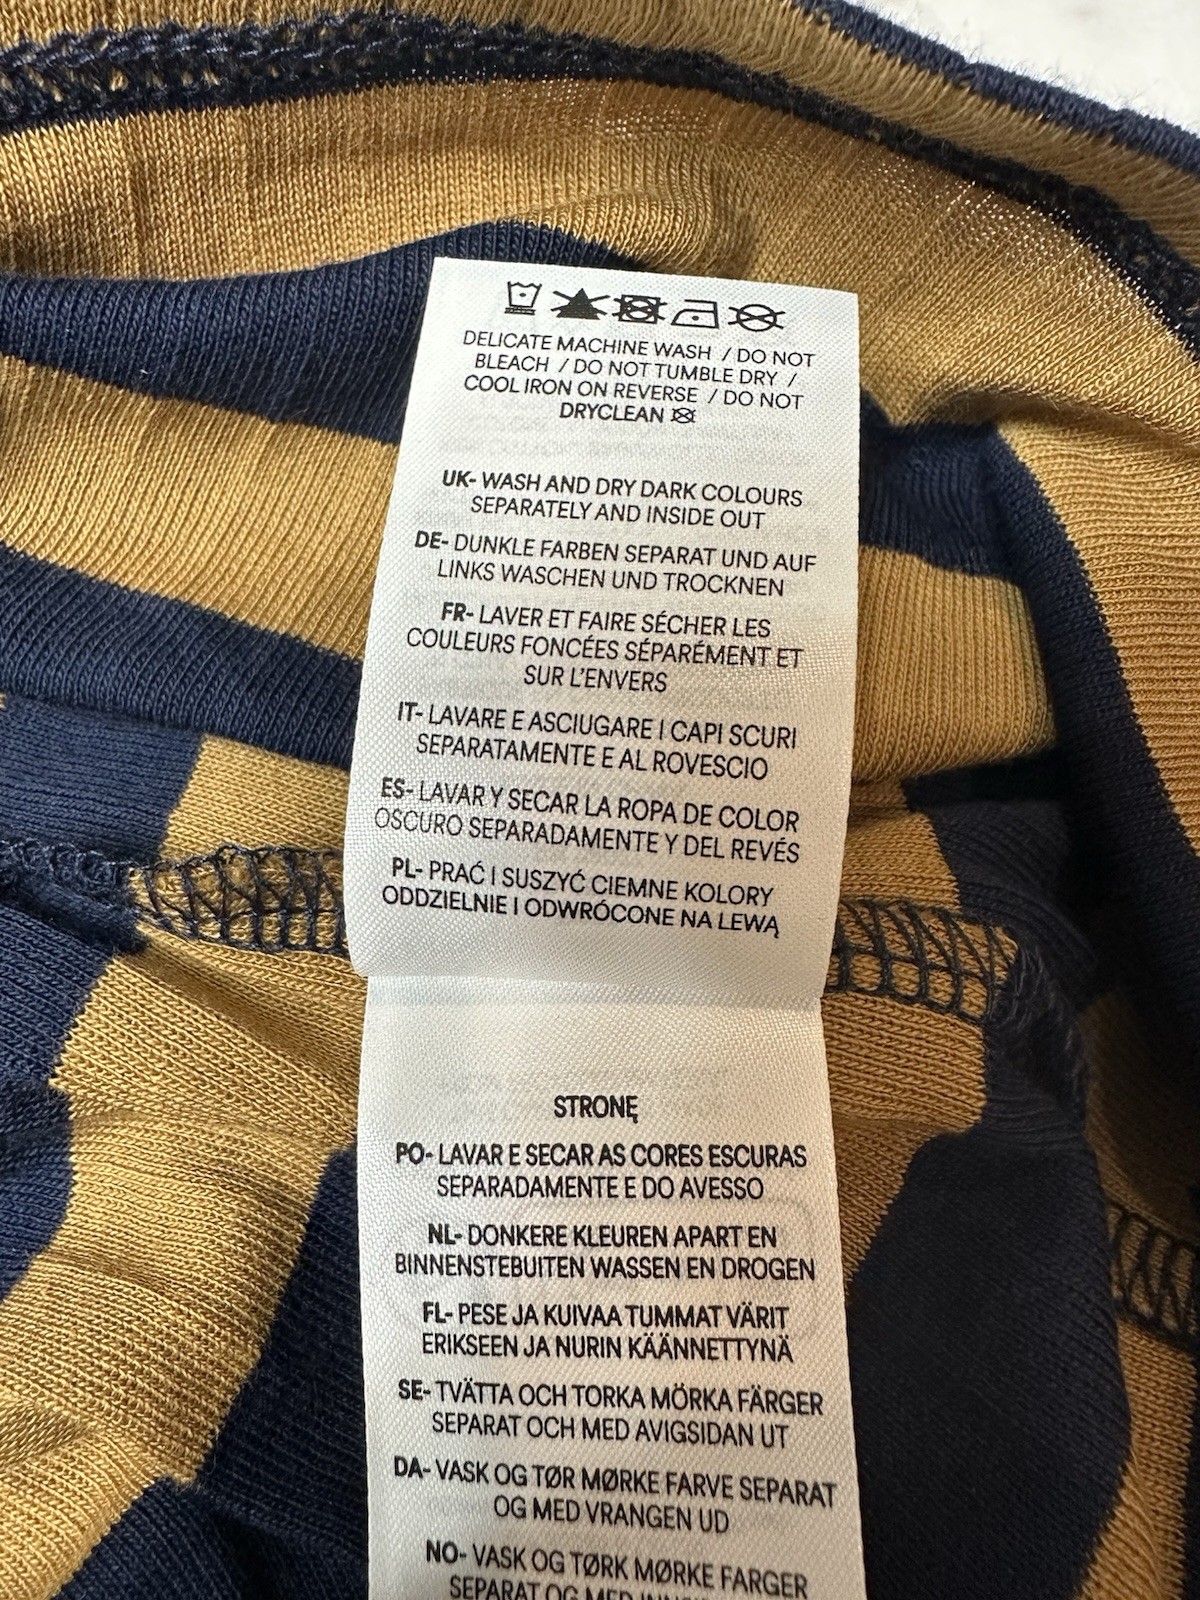 DELICATE MACHINE WASH / DO NOT
BLEACH / DO NOT TUMBLE DRY /
COOL IRON ON REVERSE / DO NOT
DRYCLEAN
UK- WASH AND DRY DARK COLOURS
SEPARATELY AND INSIDE OUT
DE- DUNKLE FARBEN SEPARAT UND AUF
LINKS WASCHEN UND TROCKNEN
FR- LAVER ET FAIRE SÉCHER LES
COULEURS FONCÉES SÉPARÉMENT ET
SUR L'ENVERS
IT- LAVARE E ASCIUGARE I CAPI SCURI
SEPARATAMENTE E AL ROVESCIO
ES- LAVAR Y SECAR LA ROPA DE COLOR
OSCURO SEPARADAMENTE Y DEL REVÉS
PL- PRAĆ I SUSZYĆ CIEMNE KOLORY
ODDZIELNIE I ODWRÓCONE NA LEWĄ
STRONĘ
PO- LAVAR E SECAR AS CORES ESCURAS
SEPARADAMENTE E DO AVESSO
NL- DONKERE KLEUREN APART EN
BINNENSTEBUITEN WASSEN EN DROGEN
FL- PESE JA KUIVAA TUMMAT VÄRIT
ERIKSEEN JA NURIN KÄÄNNETTYNÄ
SE- TVÄTTA OCH TORKA MÖRKA FÄRGER
SEPARAT OCH MED AVIGSIDAN UT
DA- VASK OG TØR MØRKE FARVE SEPARAT
OG MED VRANGEN UD
NO- VASK OG TØRK MØRKE FARGER
SEPARAT OG MED